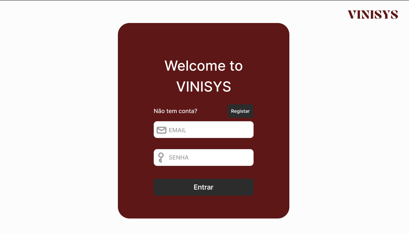 VINISYS
Welcome to
VINISYS
Não tem conta? Registar
EMAIL
SENHA
Entrar